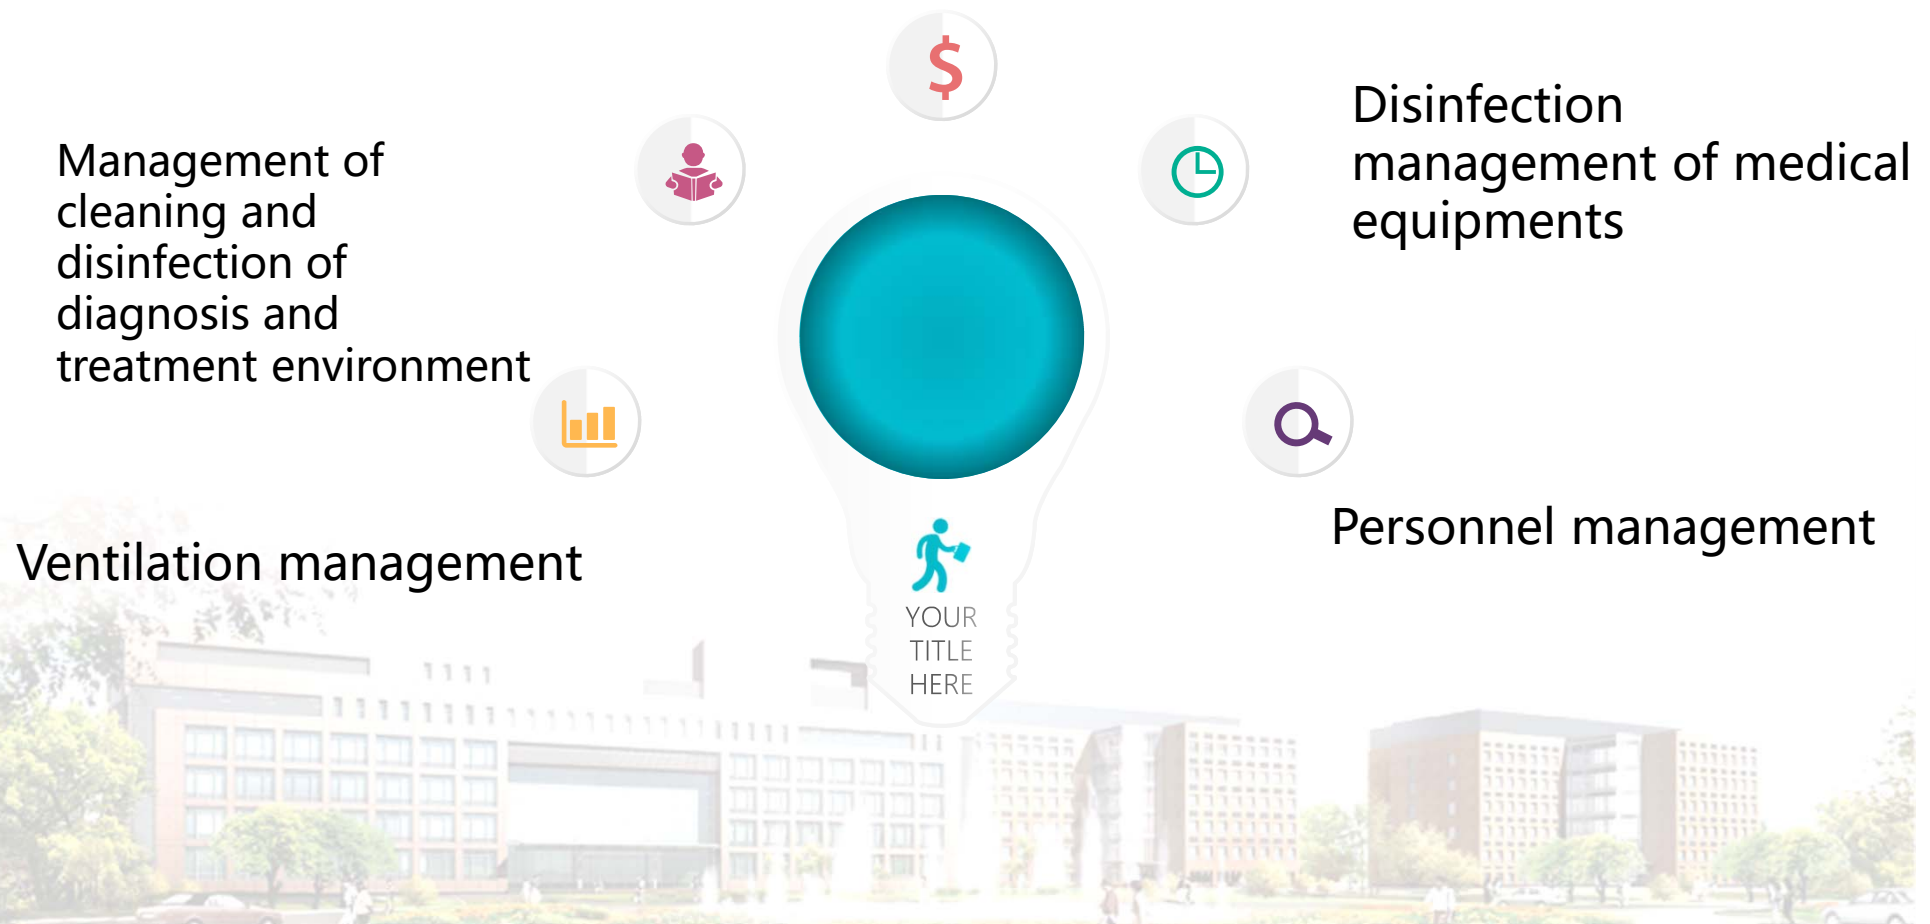 Management of
cleaning and
disinfection of
diagnosis and
treatment environment
Disinfection
management of medical
equipments
Ventilation management
Personnel management
YOUR
TITLE
HERE